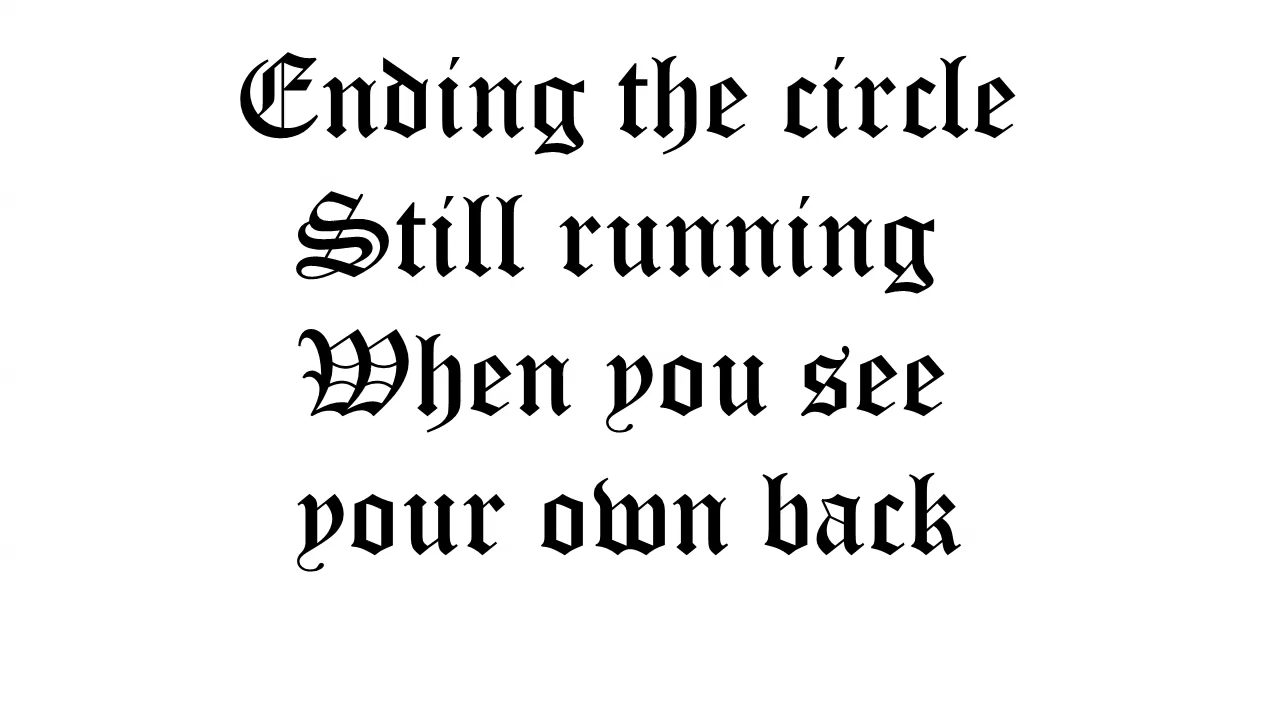 Ending the circle
Still running
When you see
your own back